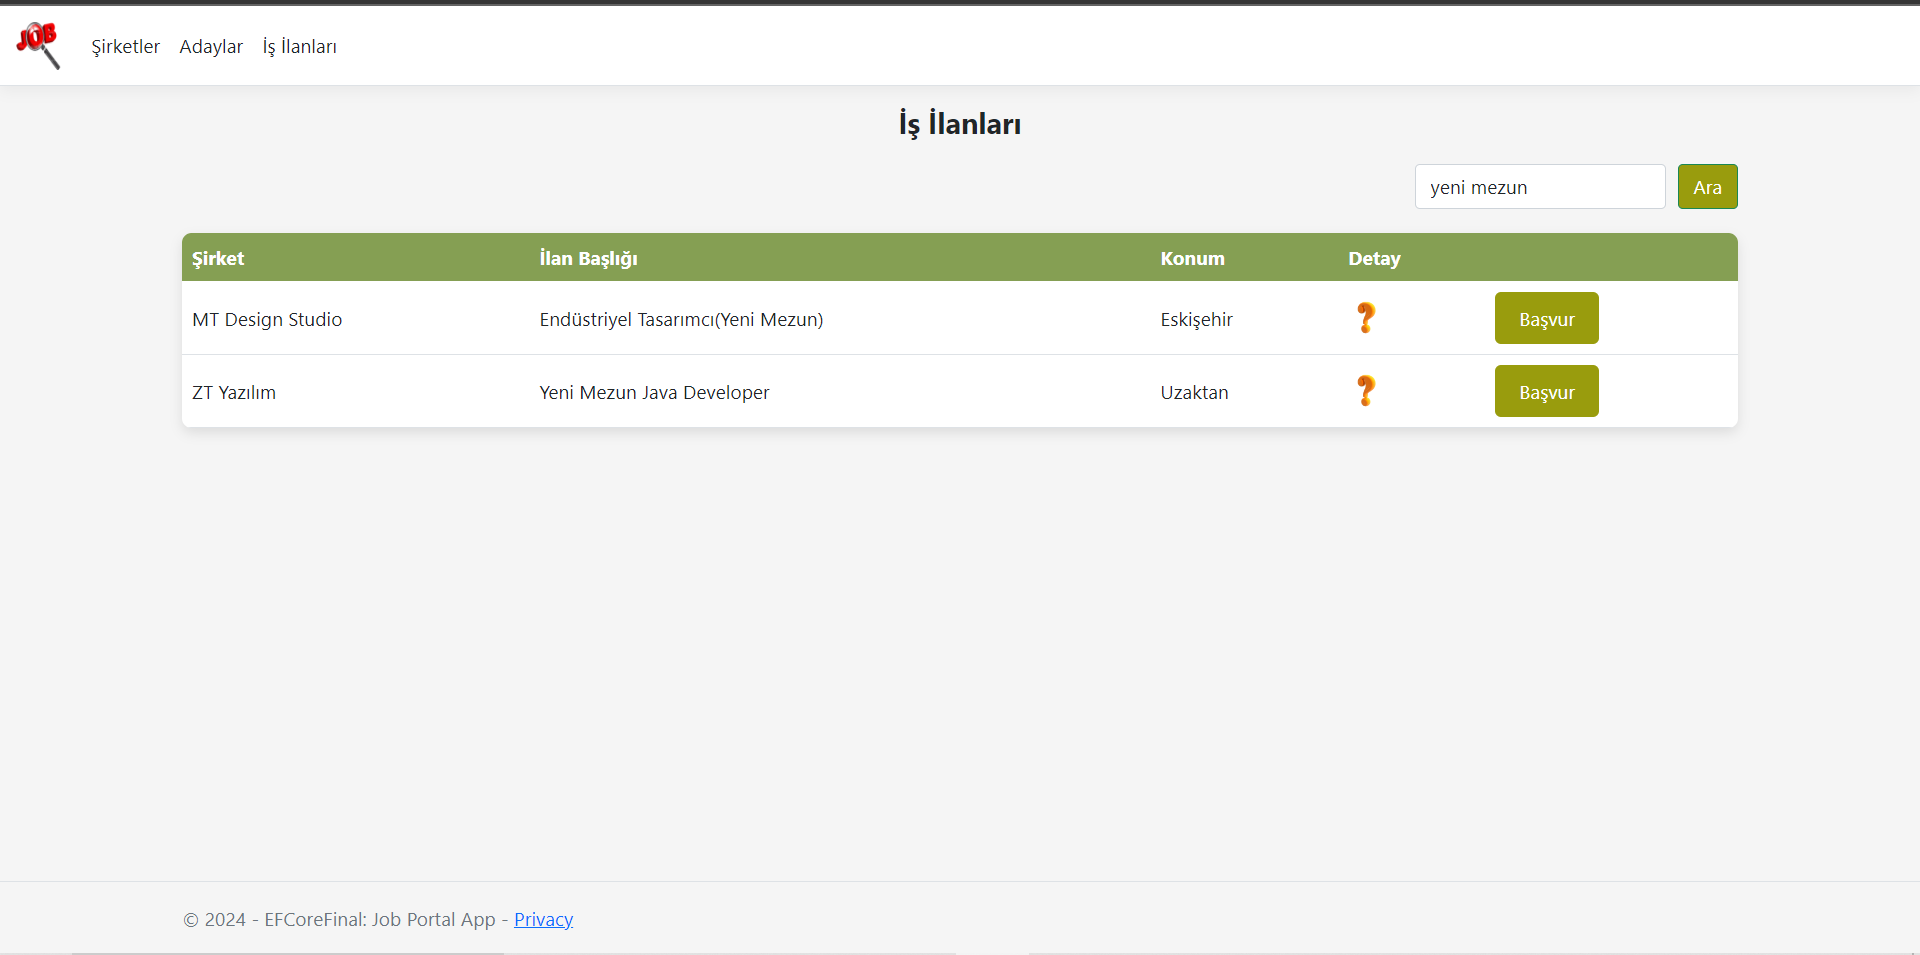 JOB
Şirketler Adaylar İş İlanları
İş İlanları
yeni mezun Ara
Şirket İlan Başlığı Konum Detay
MT Design Studio Endüstriyel Tasarımcı(Yeni Mezun) Eskişehir Başvur
ZT Yazılım Yeni Mezun Java Developer Uzaktan Başvur
© 2024 - EFCoreFinal: Job Portal App - Privacy